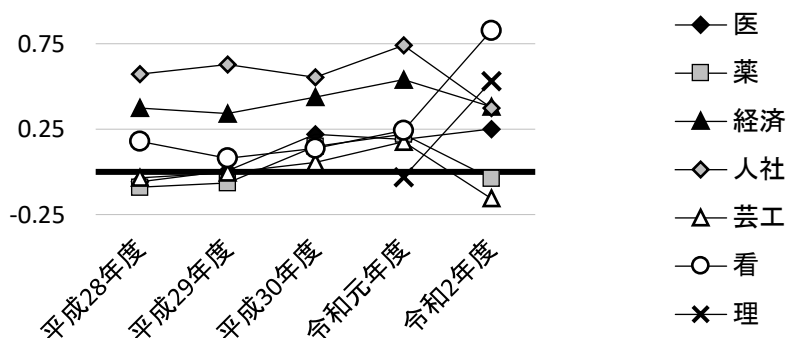 0.75
0.25
-0.25
平成28年度
平成29年度
平成30年度
令和元年度
令和2年度
医
薬
経済
人社
芸工
看
理